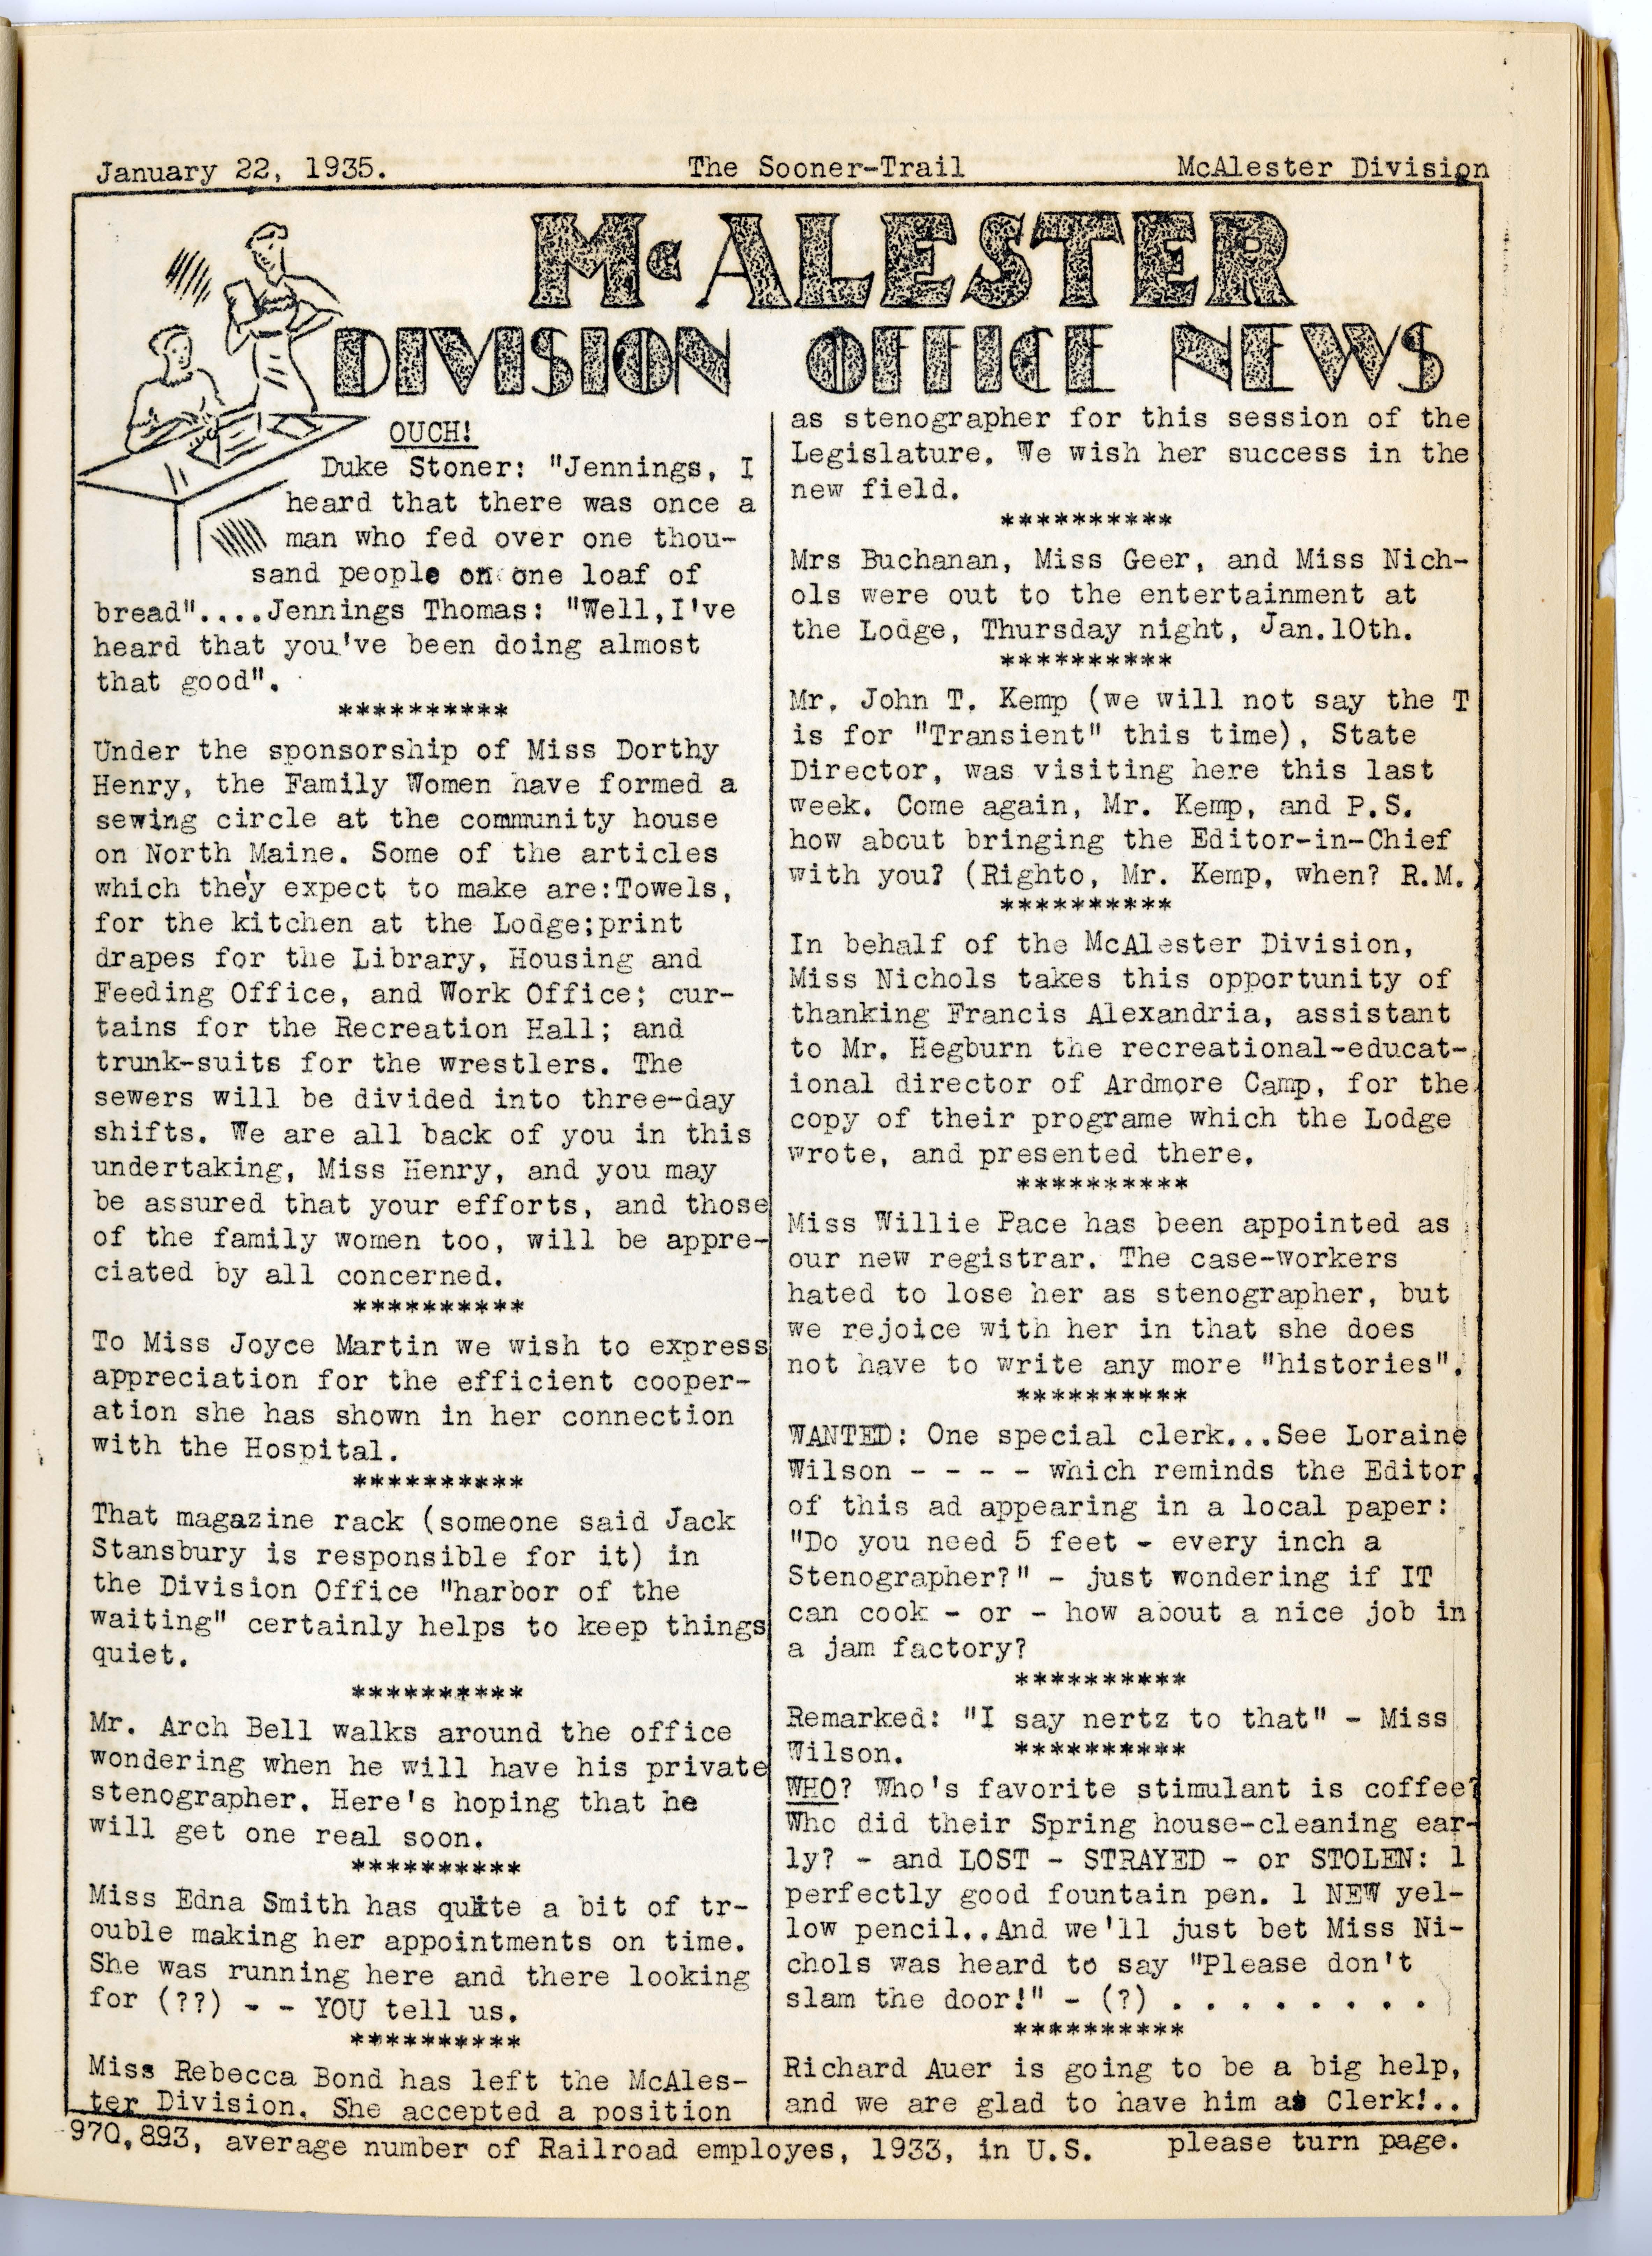 January 22, 1935. The Sooner-Trail McAlester Division
McALESTER
DIVISION OFFICE NEWS
OUCH!
Duke Stoner: "Jennings, I
heard that there was once a
man who fed over one thou-
sand people on one loaf of
bread"....Jennings Thomas: "Well,I've
heard that you've been doing almost
that good".
**********
Under the sponsorship of Miss Dorthy
Henry, the Family Women have formed a
sewing circle at the community house
on North Maine. Some of the articles
which they expect to make are:Towels,
for the kitchen at the Lodge;print
drapes for the Library, Housing and
Feeding Office, and Work Office; cur-
tains for the Recreation Hall; and
trunk-suits for the wrestlers. The
sewers will be divided into three-day
shifts. We are all back of you in this
undertaking, Miss Henry, and you may
be assured that your efforts, and those
of the family women too, will be appre-
ciated by all concerned.
**********
To Miss Joyce Martin we wish to express
appreciation for the efficient cooper-
ation she has shown in her connection
with the Hospital.
**********
That magazine rack (someone said Jack
Stansbury is responsible for it) in
the Division Office "harbor of the
waiting" certainly helps to keep things
quiet.
**********
Mr. Arch Bell walks around the office
wondering when he will have his private
stenographer. Here's hoping that he
will get one real soon.
**********
Miss Edna Smith has quite a bit of tr-
ouble making her appointments on time.
She was running here and there looking
for (??) - - YOU tell us.
**********
Miss Rebecca Bond has left the McAles-
ter Division. She accepted a position
as stenographer for this session of the
Legislature. We wish her success in the
new field.
**********
Mrs Buchanan, Miss Geer, and Miss Nich-
ols were out to the entertainment at
the Lodge, Thursday night, Jan.10th.
**********
Mr. John T. Kemp (we will not say the T
is for "Transient" this time), State
Director, was visiting here this last
week. Come again, Mr. Kemp, and P.S.
how about bringing the Editor-in-Chief
with you? (Righto, Mr. Kemp, when? R.M.)
**********
In behalf of the McAlester Division,
Miss Nichols takes this opportunity of
thanking Francis Alexandria, assistant
to Mr. Hegburn the recreational-educat-
ional director of Ardmore Camp, for the
copy of their programe which the Lodge
wrote, and presented there.
**********
Miss Willie Pace has been appointed as
our new registrar. The case-workers
hated to lose her as stenographer, but
we rejoice with her in that she does
not have to write any more "histories".
**********
WANTED: One special clerk...See Loraine
Wilson - - - - which reminds the Editor,
of this ad appearing in a local paper:
"Do you need 5 feet - every inch a
Stenographer?" - just wondering if IT
can cook - or - how about a nice job in
a jam factory?
**********
Remarked: "I say nertz to that" - Miss
Wilson. **********
WHO? Who's favorite stimulant is coffee?
Who did their Spring house-cleaning ear-
ly? - and LOST - STRAYED - or STOLEN: 1
perfectly good fountain pen. 1 NEW yel-
low pencil..And we'll just bet Miss Ni-
chols was heard to say "Please don't
slam the door!" - (?) . . . . . . . . .
**********
Richard Auer is going to be a big help,
and we are glad to have him as Clerk!..
970,893, average number of Railroad employes, 1933, in U.S. please turn page.